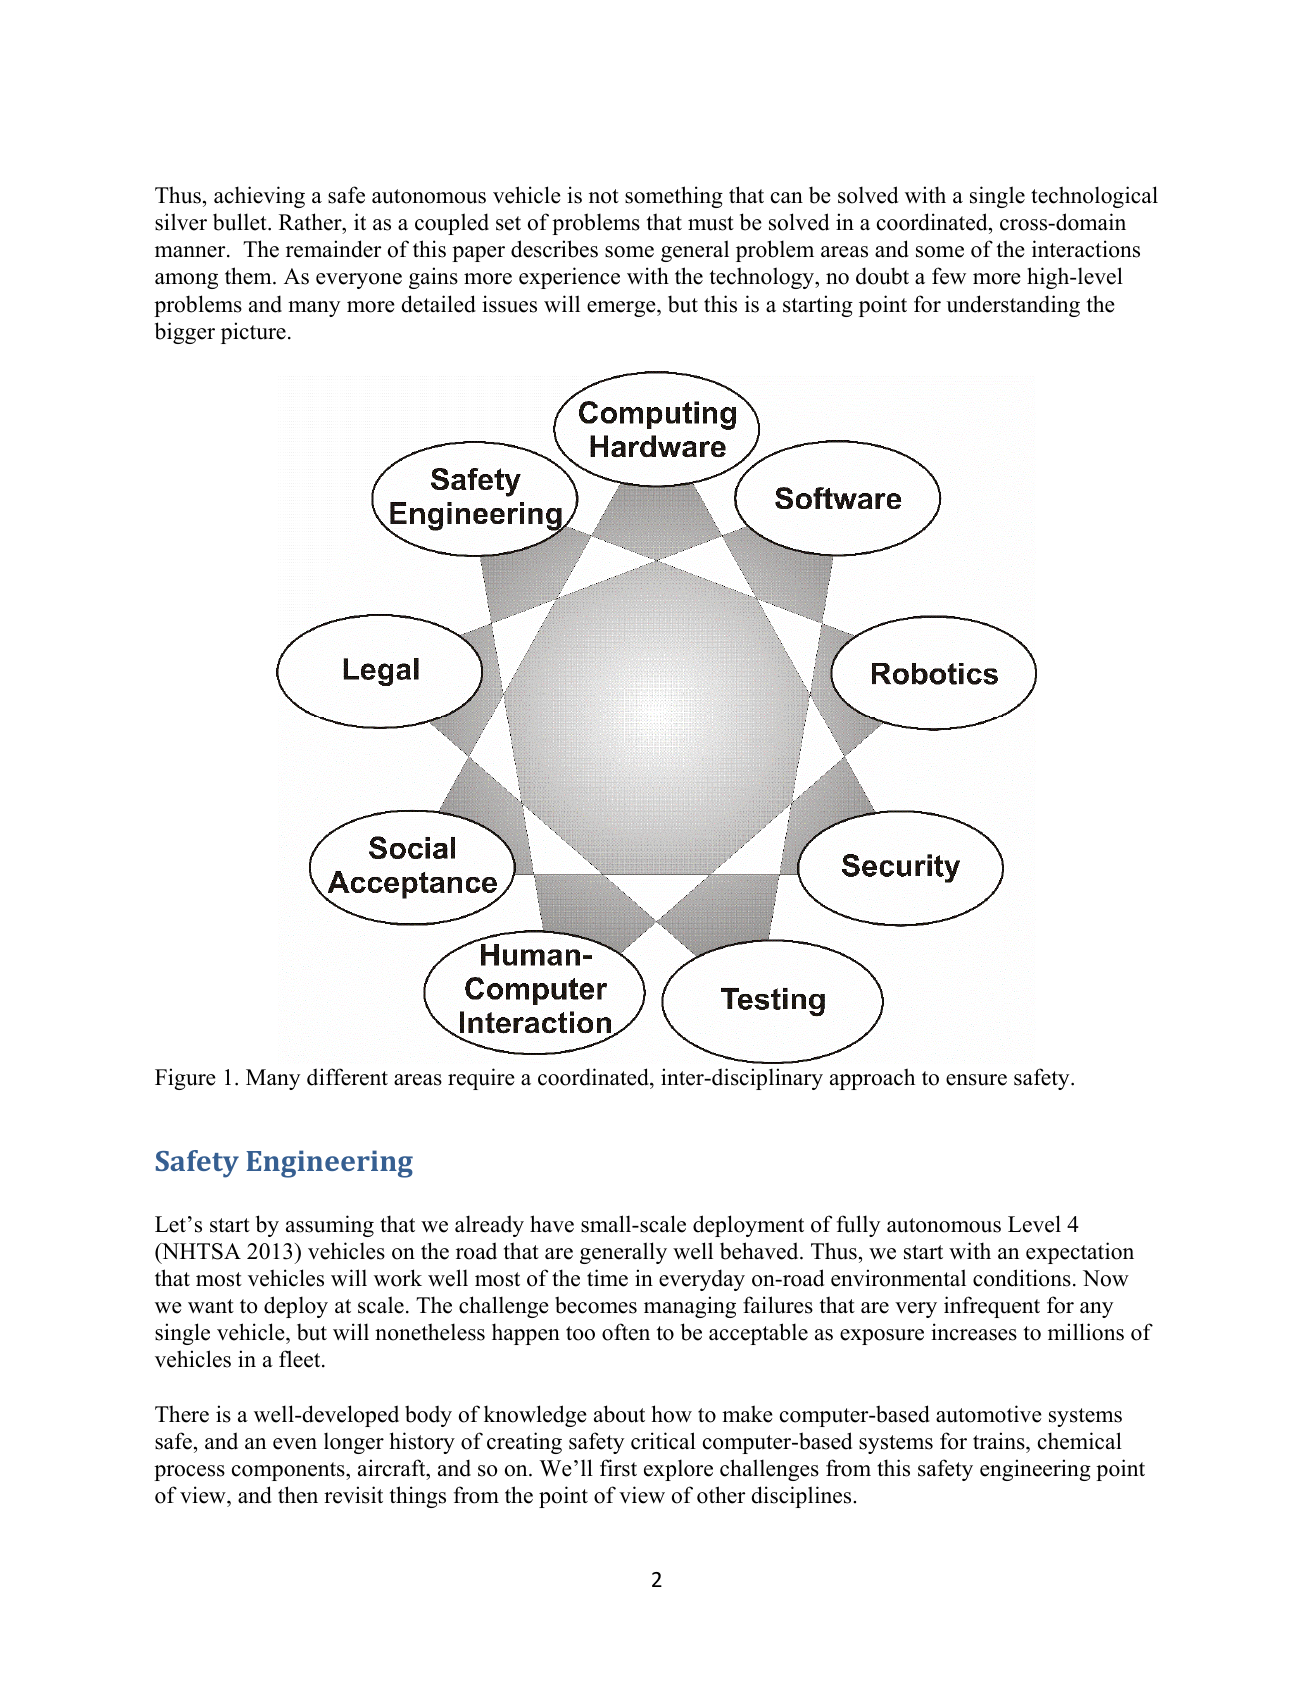 Thus, achieving a safe autonomous vehicle is not something that can be solved with a single technological
silver bullet. Rather, it as a coupled set of problems that must be solved in a coordinated, cross-domain
manner.  The remainder of this paper describes some general problem areas and some of the interactions
among them. As everyone gains more experience with the technology, no doubt a few more high-level
problems and many more detailed issues will emerge, but this is a starting point for understanding the
bigger picture.
Computing
Hardware
Safety
Engineering
Software
Legal
Robotics
Social
Acceptance
Security
Human-
Computer
Interaction
Testing
Figure 1. Many different areas require a coordinated, inter-disciplinary approach to ensure safety.
Safety Engineering
Let’s start by assuming that we already have small-scale deployment of fully autonomous Level 4
(NHTSA 2013) vehicles on the road that are generally well behaved. Thus, we start with an expectation
that most vehicles will work well most of the time in everyday on-road environmental conditions. Now
we want to deploy at scale. The challenge becomes managing failures that are very infrequent for any
single vehicle, but will nonetheless happen too often to be acceptable as exposure increases to millions of
vehicles in a fleet.
There is a well-developed body of knowledge about how to make computer-based automotive systems
safe, and an even longer history of creating safety critical computer-based systems for trains, chemical
process components, aircraft, and so on. We’ll first explore challenges from this safety engineering point
of view, and then revisit things from the point of view of other disciplines.
2